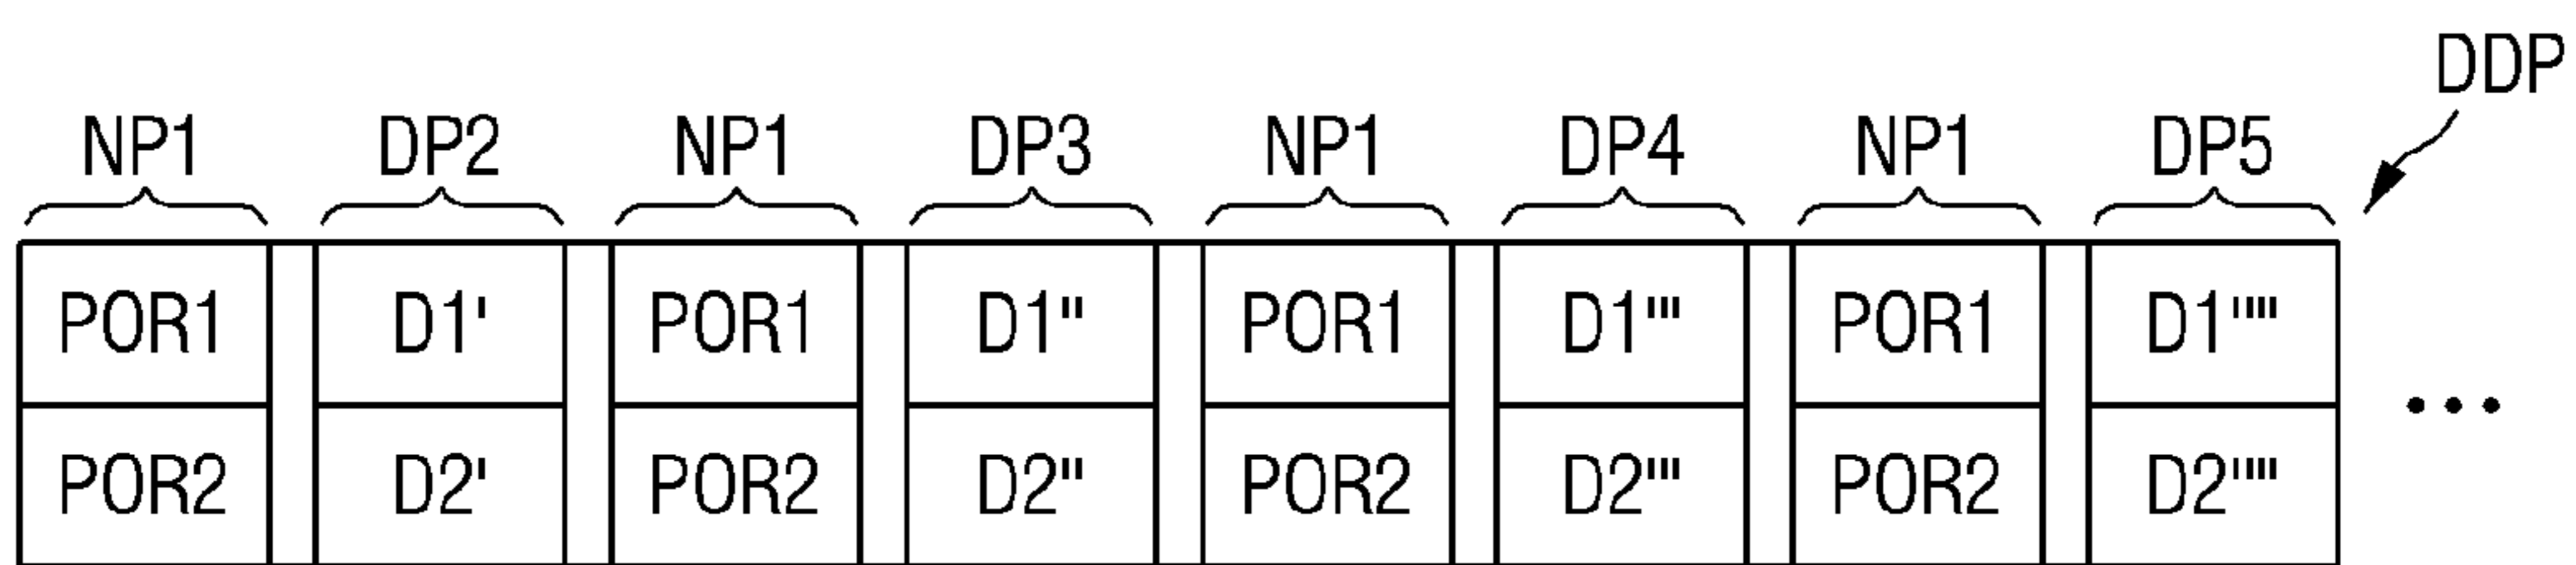 DDP
NP1 DP2 NP1 DP3 NP1 DP4 NP1 DP5
POR1 D1' POR1 D1'' POR1 D1''' POR1 D1''''
POR2 D2' POR2 D2'' POR2 D2''' POR2 D2''''
...